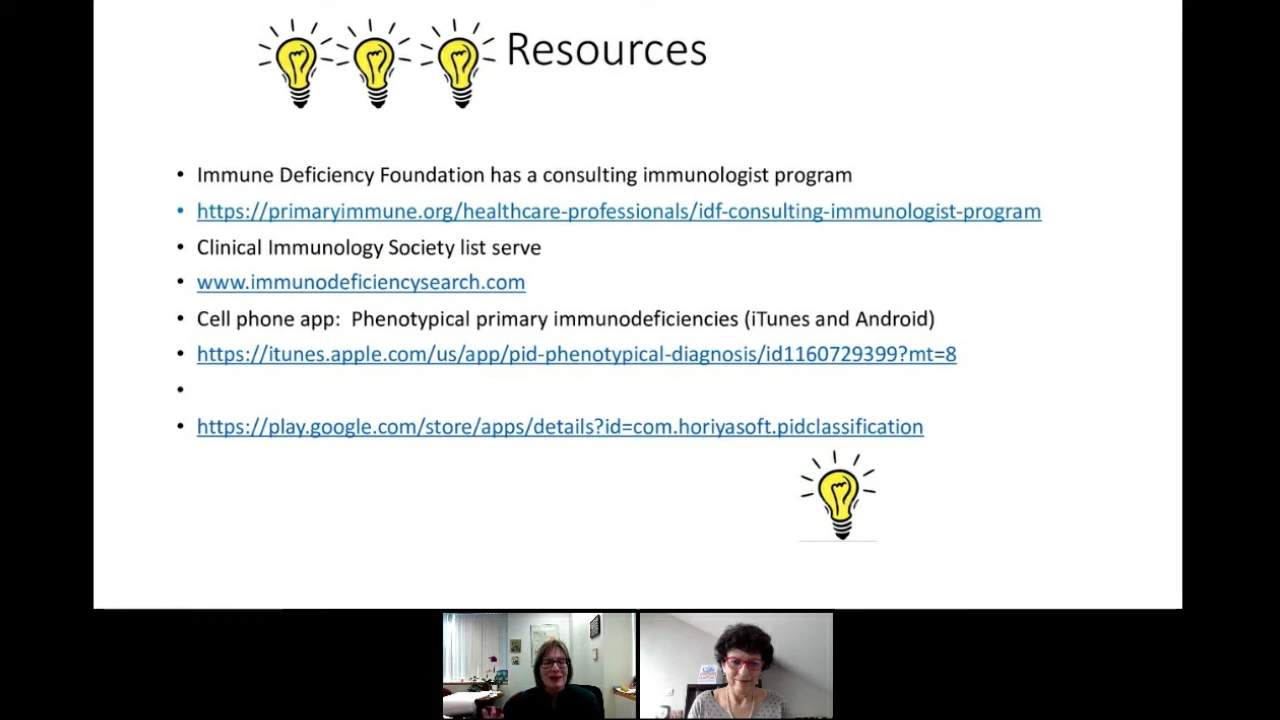 Resources
Immune Deficiency Foundation has a consulting immunologist program
https://primaryimmune.org/healthcare-professionals/idf-consulting-immunologist-program
Clinical Immunology Society list serve
www.immunodeficiencysearch.com
Cell phone app:  Phenotypical primary immunodeficiencies (iTunes and Android)
https://itunes.apple.com/us/app/pid-phenotypical-diagnosis/id1160729399?mt=8
https://play.google.com/store/apps/details?id=com.horiyasoft.pidclassification